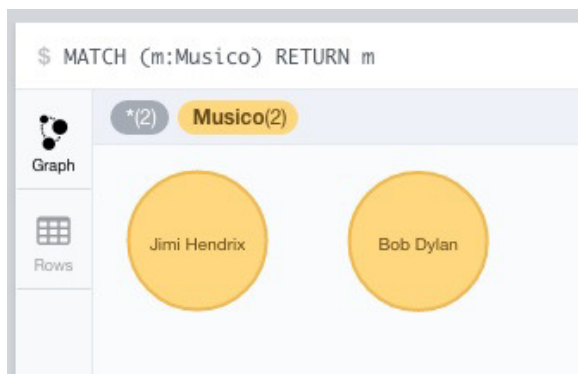 $ MATCH (m:Musico) RETURN m
*(2) Musico(2)
Graph
Jimi Hendrix Bob Dylan
Rows